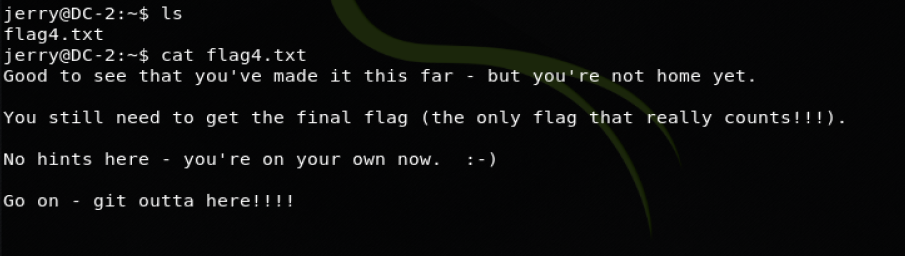 jerry@DC-2:~$ ls
flag4.txt
jerry@DC-2:~$ cat flag4.txt
Good to see that you've made it this far - but you're not home yet.
You still need to get the final flag (the only flag that really counts!!!).
No hints here - you're on your own now.  :-)
Go on - git outta here!!!!